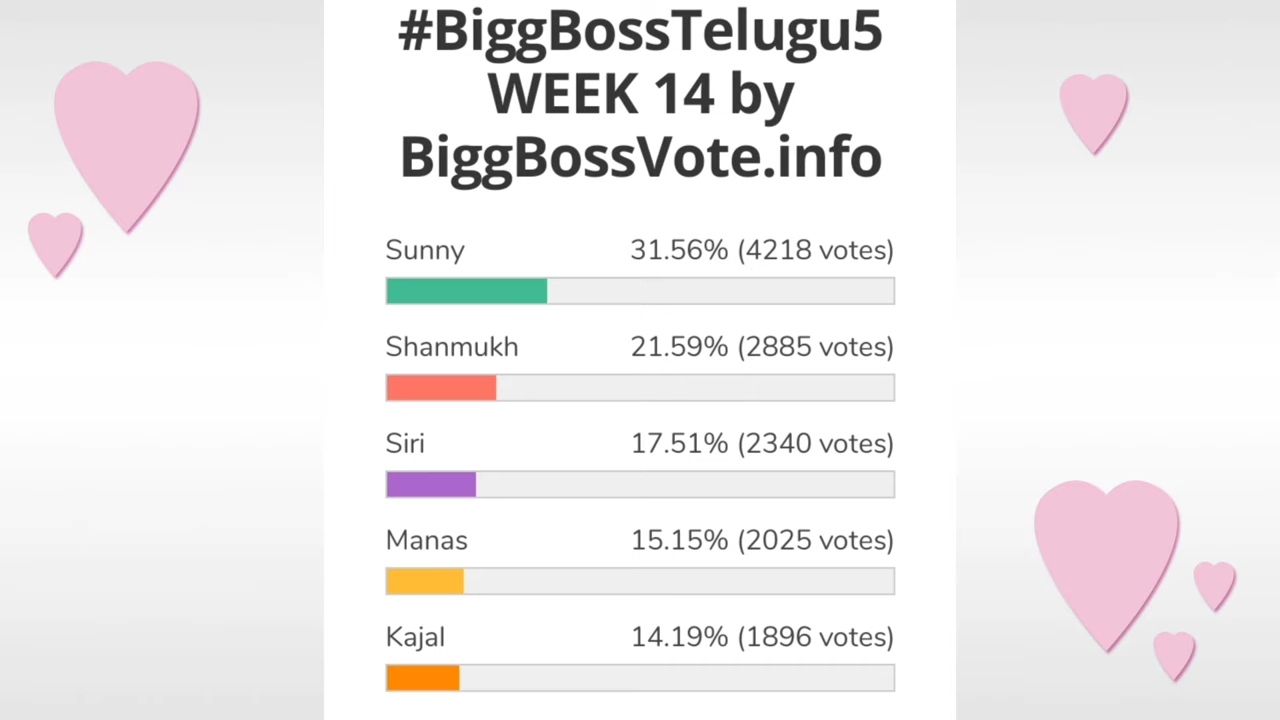 #BiggBossTelugu5
WEEK 14 by
BiggBossVote.info
Sunny 31.56% (4218 votes)
Shanmukh 21.59% (2885 votes)
Siri 17.51% (2340 votes)
Manas 15.15% (2025 votes)
Kajal 14.19% (1896 votes)